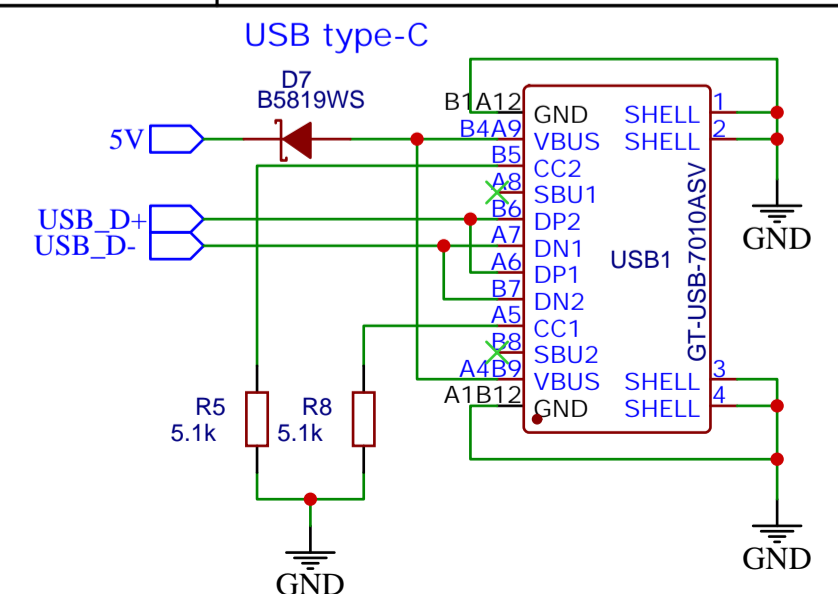 USB type-C
D7
B5819WS
5V
USB_D+
USB_D-
R5
5.1k
R8
5.1k
GND
B1A12
B4A9
B5
A8
B6
A7
A6
B7
A5
B8
A4B9
A1B12
GND
VBUS
CC2
SBU1
DP2
DN1
DP1
DN2
CC1
SBU2
VBUS
GND
SHELL
SHELL
USB1
GT-USB-7010ASV
SHELL
SHELL
1
2
3
4
GND
GND